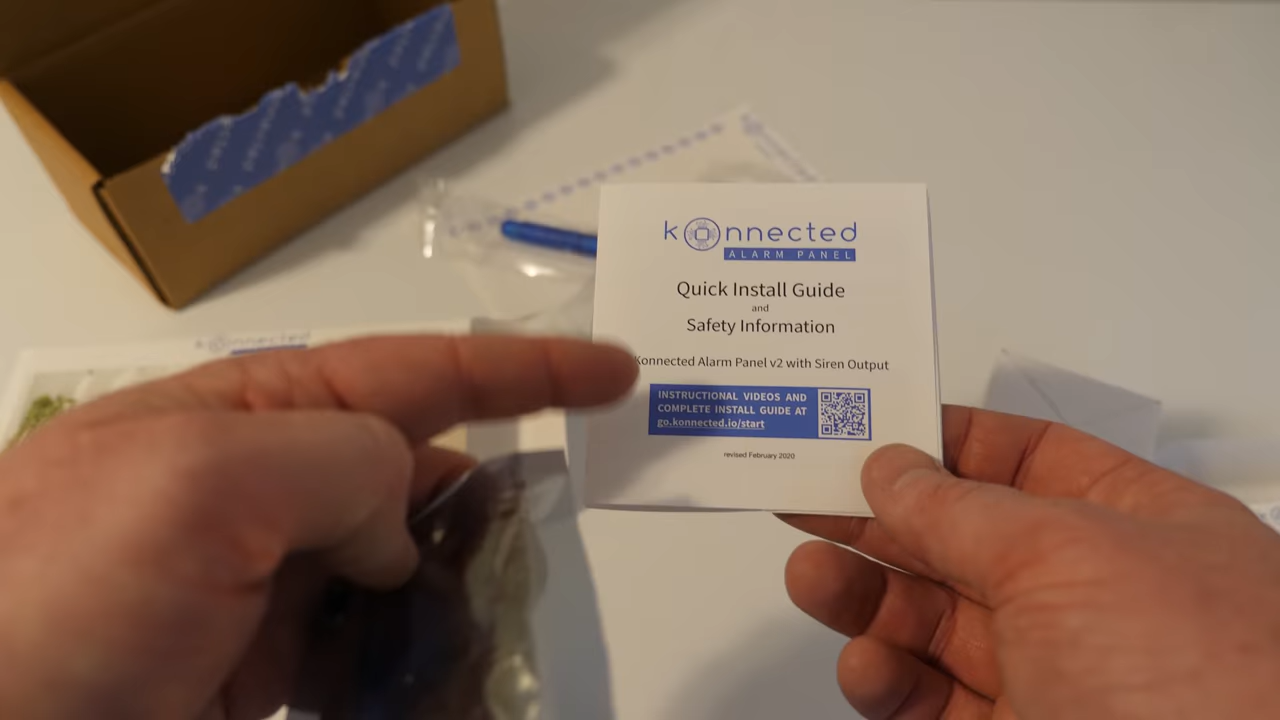 konnected
ALARM PANEL
Quick Install Guide
and
Safety Information
Konnected Alarm Panel v2 with Siren Output
INSTRUCTIONAL VIDEOS AND
COMPLETE INSTALL GUIDE AT
go.konnected.io/start
revised February 2020
konnected